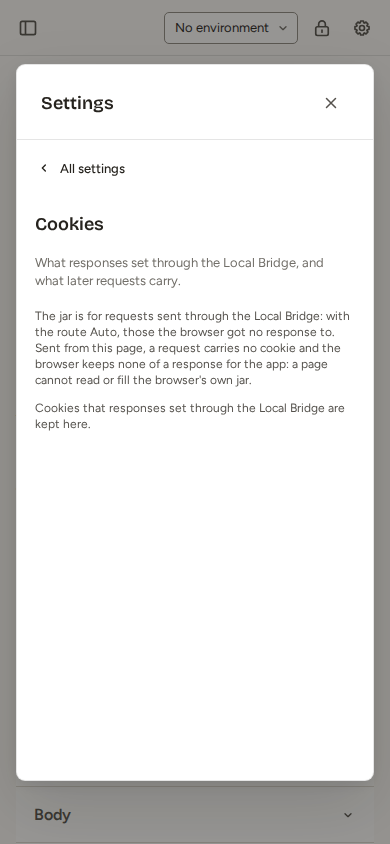 No environment
Settings
All settings
Cookies
What responses set through the Local Bridge, and
what later requests carry.
The jar is for requests sent through the Local Bridge: with
the route Auto, those the browser got no response to.
Sent from this page, a request carries no cookie and the
browser keeps none of a response for the app: a page
cannot read or fill the browser's own jar.
Cookies that responses set through the Local Bridge are
kept here.
Body